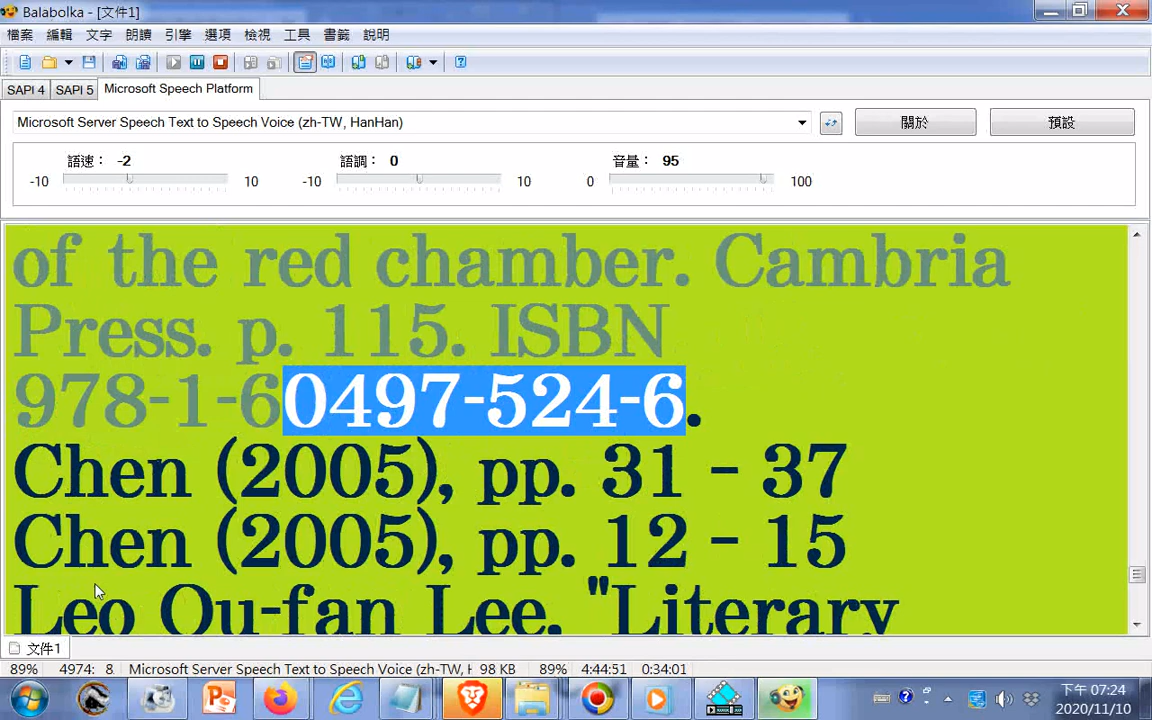 Balabolka - [文件1]
檔案 編輯 文字 朗讀 引擎 選項 檢視 工具 書籤 說明
SAPI 4 SAPI 5 Microsoft Speech Platform
Microsoft Server Speech Text to Speech Voice (zh-TW, HanHan) 關於 預設
語速： -2 語調： 0 音量： 95
-10 10 -10 10 0 100
of the red chamber. Cambria
Press. p. 115. ISBN
978-1-60497-524-6.
Chen (2005), pp. 31 – 37
Chen (2005), pp. 12 – 15
Leo Ou-fan Lee. "Literary
文件1
89% 4974: 8 Microsoft Server Speech Text to Speech Voice (zh-TW, 98 KB 89% 4:44:51 0:34:01
下午 07:24
2020/11/10